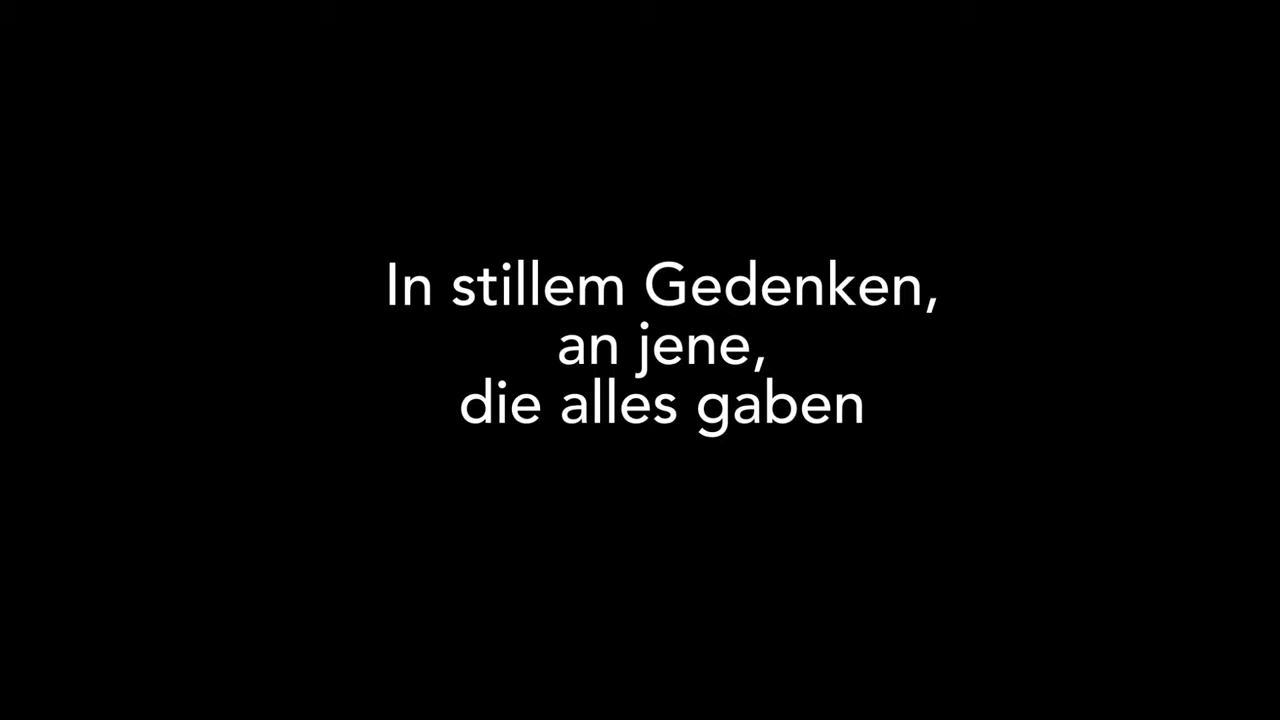 In stillem Gedenken,
an jene,
die alles gaben